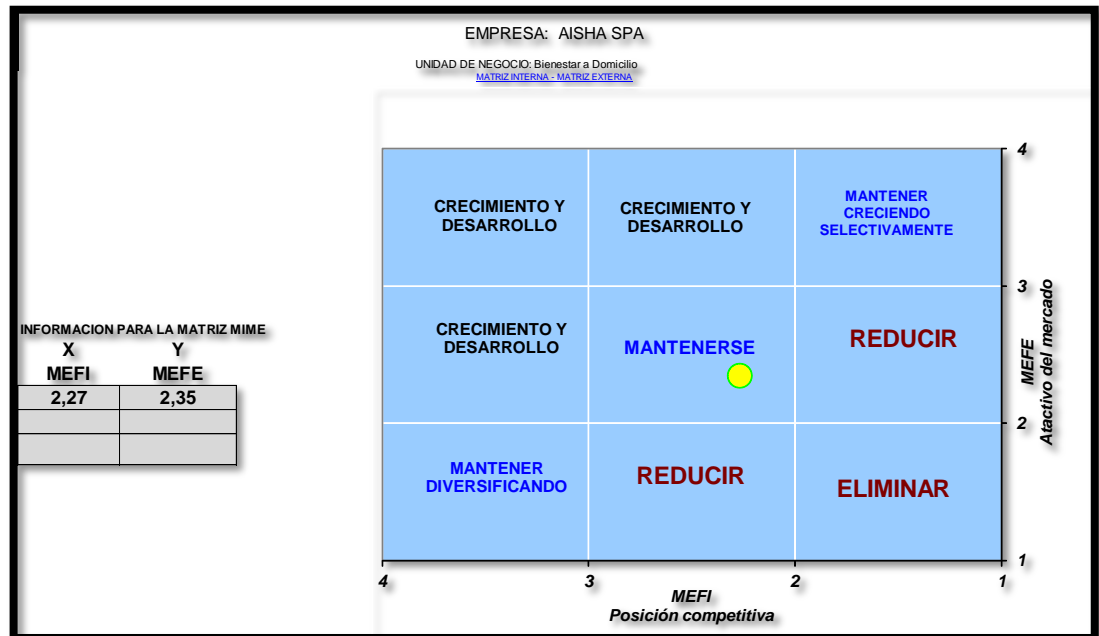 EMPRESA: AISHA SPA
UNIDAD DE NEGOCIO: Bienestar a Domicilio
MATRIZ INTERNA - MATRIZ EXTERNA
INFORMACION PARA LA MATRIZ MIME
X Y
MEFI MEFE
2,27 2,35
CRECIMIENTO Y
DESARROLLO
CRECIMIENTO Y
DESARROLLO
MANTENER
CRECIENDO
SELECTIVAMENTE
CRECIMIENTO Y
DESARROLLO
MANTENERSE
REDUCIR
MANTENER
DIVERSIFICANDO
REDUCIR
ELIMINAR
4
3
2
1
MEFE
Atactivo del mercado
4 3 2 1
MEFI
Posición competitiva